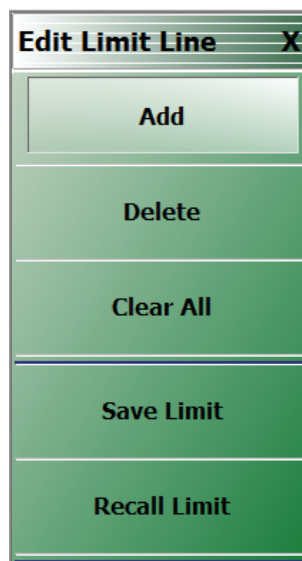 Edit Limit Line X
Add
Delete
Clear All
Save Limit
Recall Limit